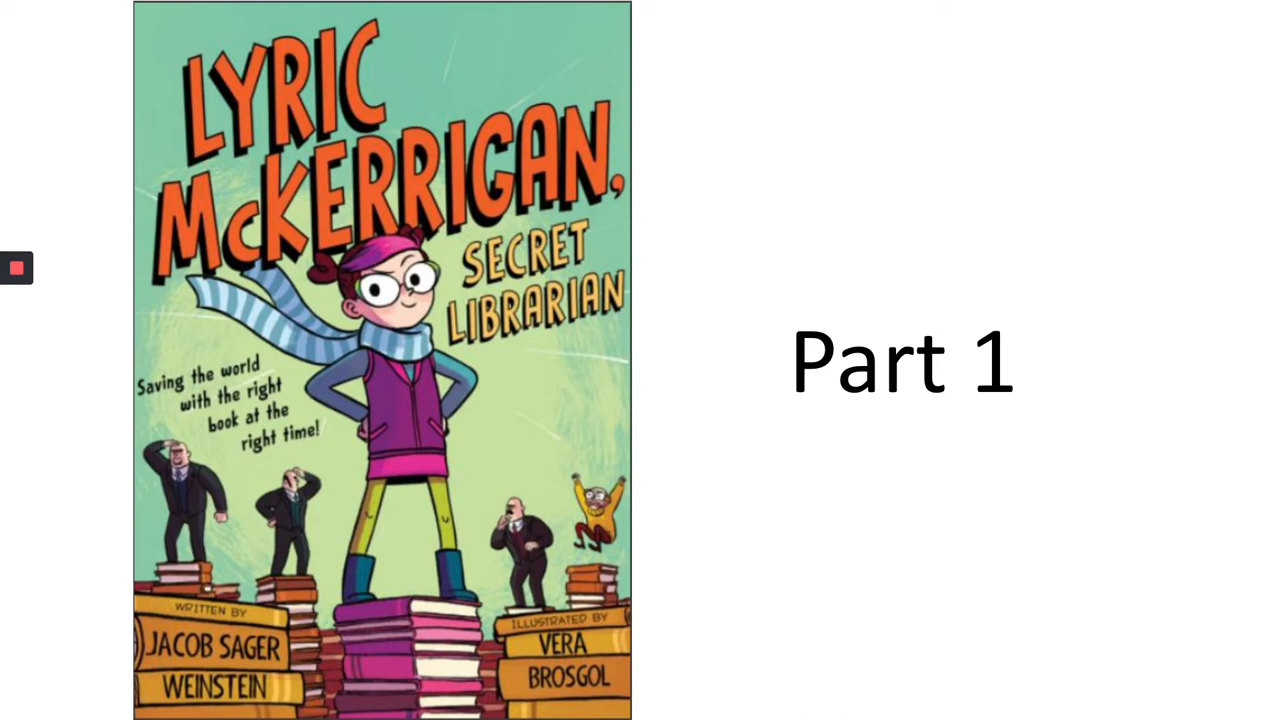 LYRIC
McKERRIGAN,
SECRET
LIBRARIAN
Saving the world
with the right
book at the
right time!
WRITTEN BY
JACOB SAGER
WEINSTEIN
ILLUSTRATED BY
VERA
BROSGOL
Part 1